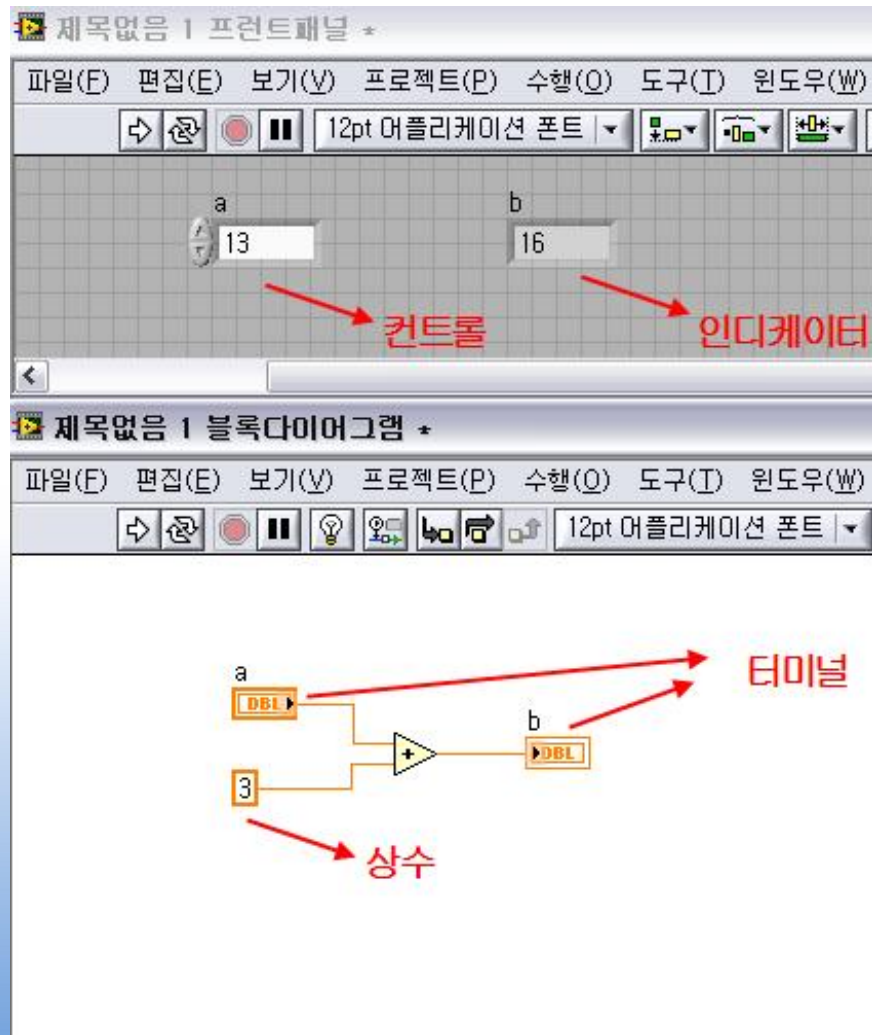 제목없음 1 프런트패널 *
파일(F) 편집(E) 보기(V) 프로젝트(P) 수행(O) 도구(T) 윈도우(W)
12pt 어플리케이션 폰트
a b
13 16
컨트롤 인디케이터
제목없음 1 블록다이어그램 *
파일(F) 편집(E) 보기(V) 프로젝트(P) 수행(O) 도구(T) 윈도우(W)
12pt 어플리케이션 폰트
터미널
a
DBL
b
+ DBL
3
상수